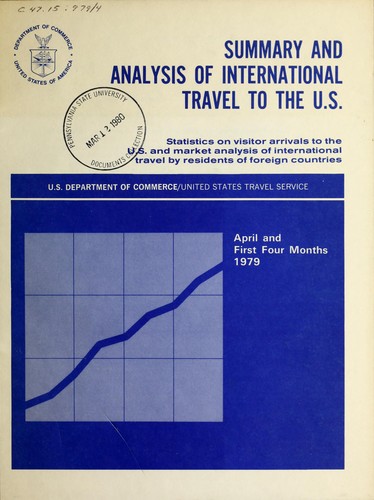 C 47.15: 979/4
DEPARTMENT OF COMMERCE
UNITED STATES OF AMERICA
SUMMARY AND
ANALYSIS OF INTERNATIONAL
TRAVEL TO THE U.S.
PENNSYLVANIA STATE UNIVERSITY
MAR 12 1980
DOCUMENTS COLLECTION
Statistics on visitor arrivals to the
U.S. and market analysis of international
travel by residents of foreign countries
U.S. DEPARTMENT OF COMMERCE/UNITED STATES TRAVEL SERVICE
April and
First Four Months
1979